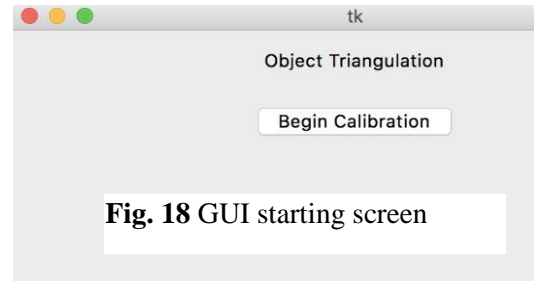 tk
Object Triangulation
Begin Calibration
Fig. 18 GUI starting screen